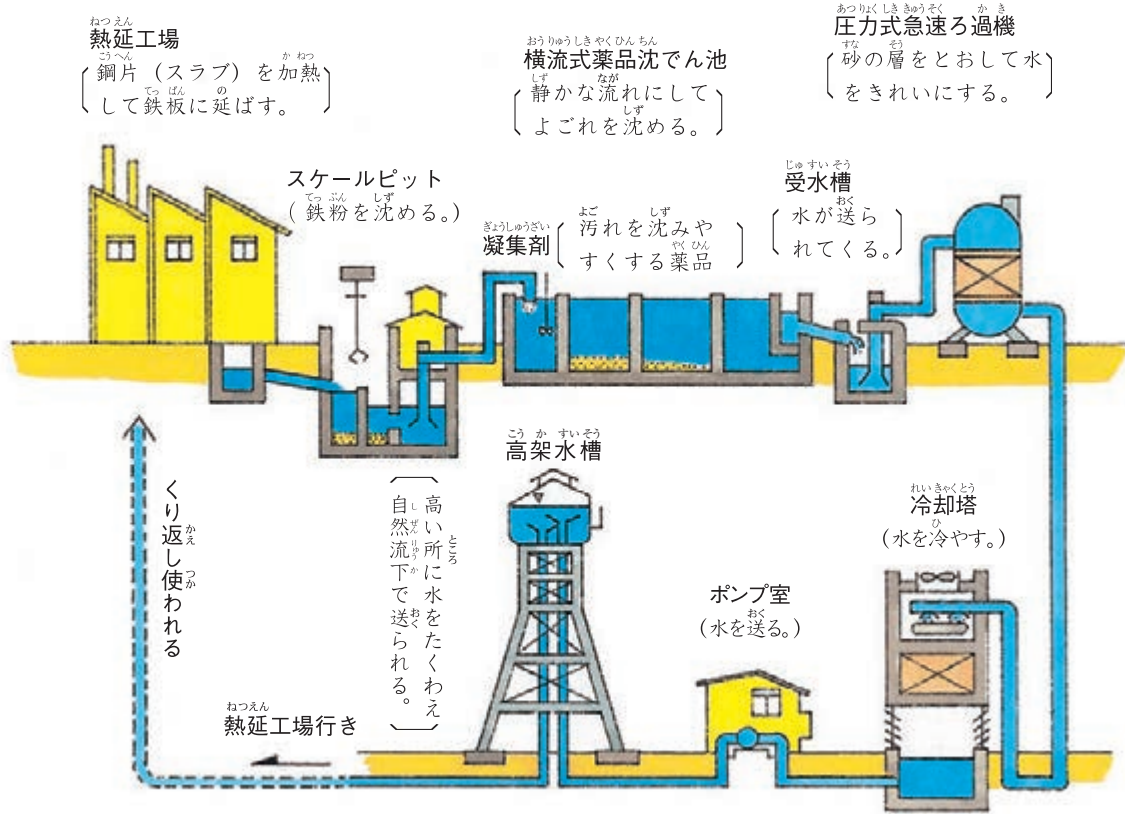 熱延工場
鋼片（スラブ）を加熱
して鉄板に延ばす。
スケールピット
（鉄粉を沈める。）
横流式薬品沈でん池
静かな流れにして
よごれを沈める。
凝集剤
汚れを沈みや
すくする薬品
圧力式急速ろ過機
砂の層をとおして水
をきれいにする。
受水槽
水が送ら
れてくる。
冷却塔
（水を冷やす。）
ポンプ室
（水を送る。）
高架水槽
高い所に水をたくわえ
自然流下で送られる。
熱延工場行き
くり返し使われる